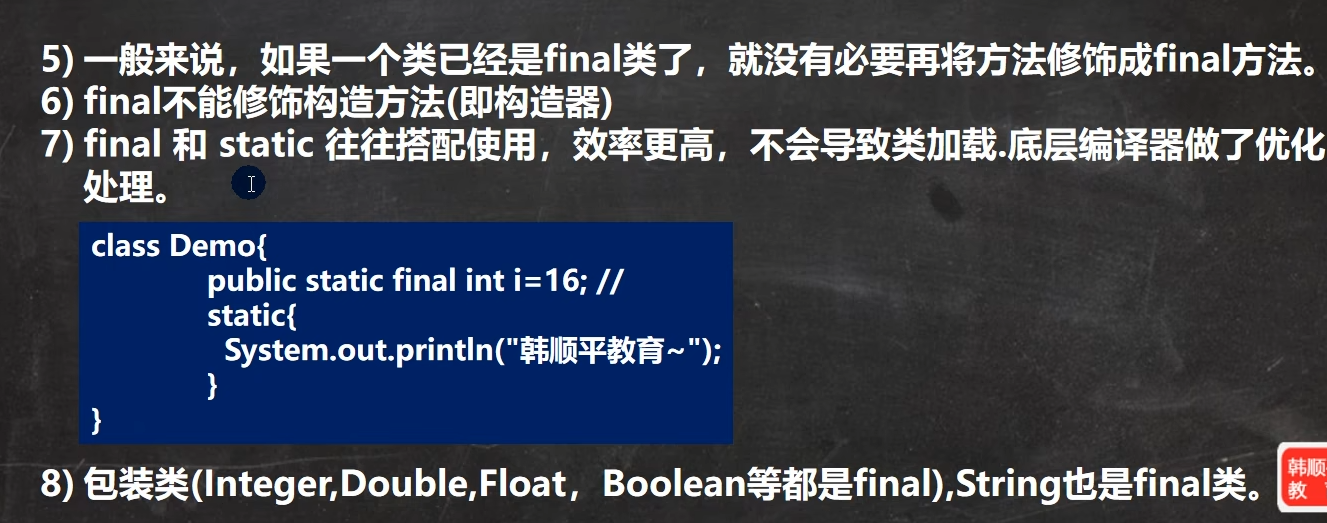 5) 一般来说，如果一个类已经是final类了，就没有必要再将方法修饰成final方法。
6) final不能修饰构造方法(即构造器)
7) final 和 static 往往搭配使用，效率更高，不会导致类加载.底层编译器做了优化
处理。
class Demo{
public static final int i=16; //
static{
System.out.println("韩顺平教育~");
}
}
8) 包装类(Integer,Double,Float，Boolean等都是final),String也是final类。
韩顺
教